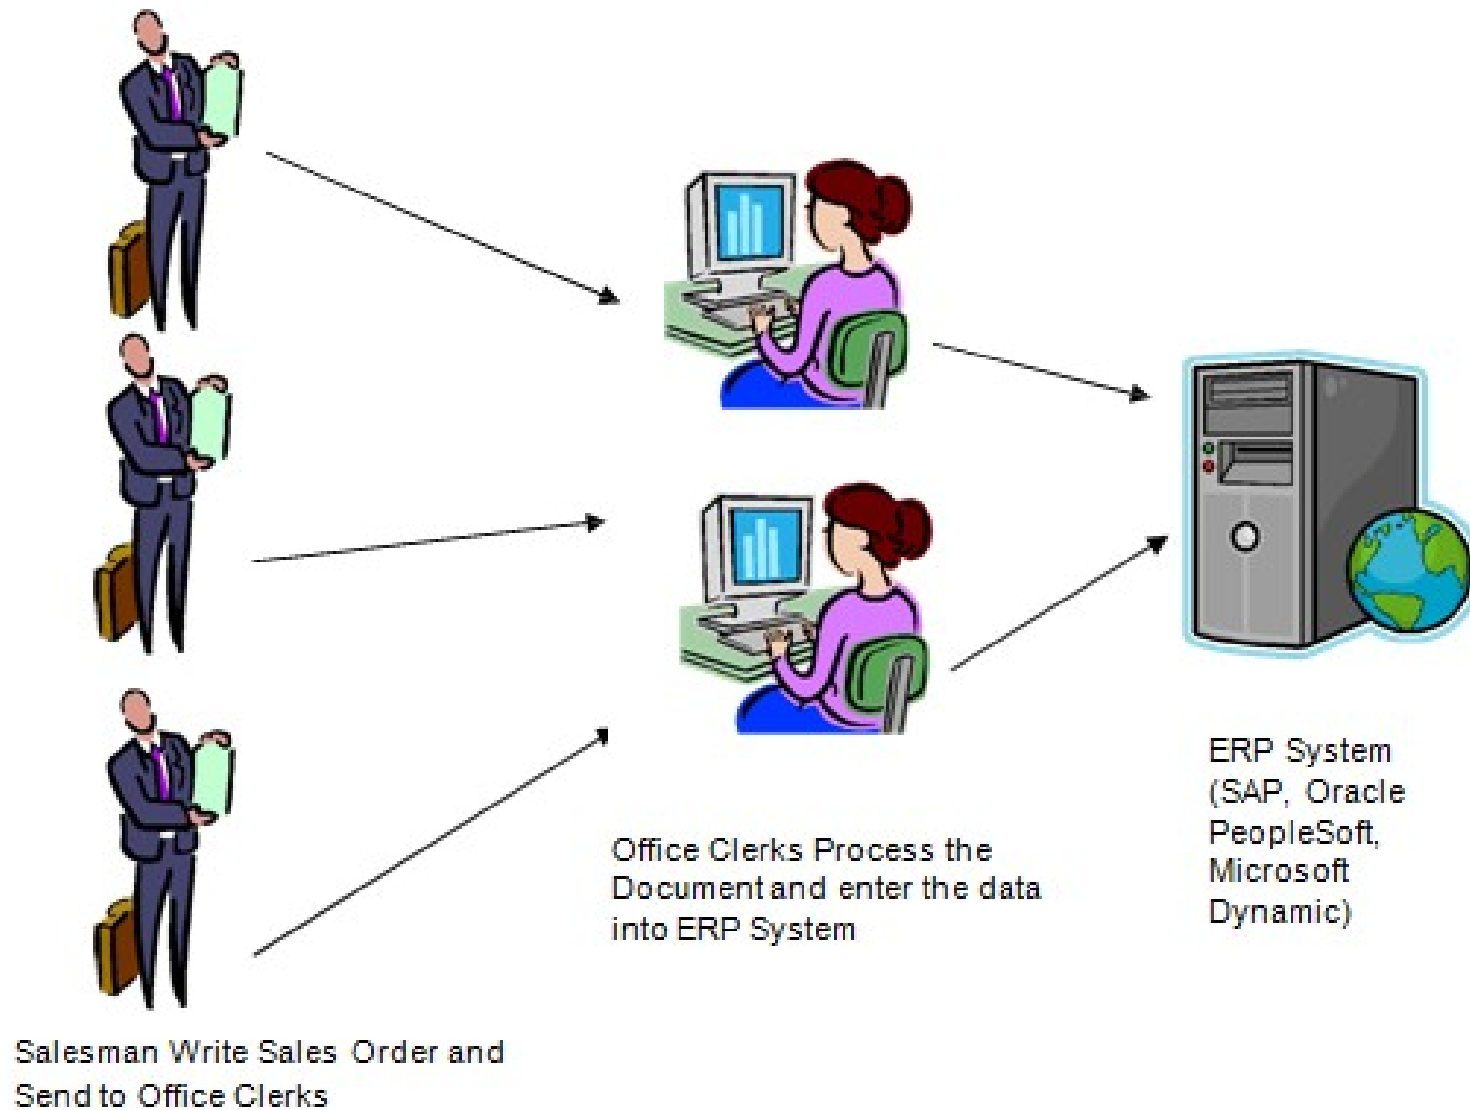 ERP System
(SAP, Oracle
PeopleSoft,
Microsoft
Dynamic)
Office Clerks Process the
Document and enter the data
into ERP System
Salesman Write Sales Order and
Send to Office Clerks